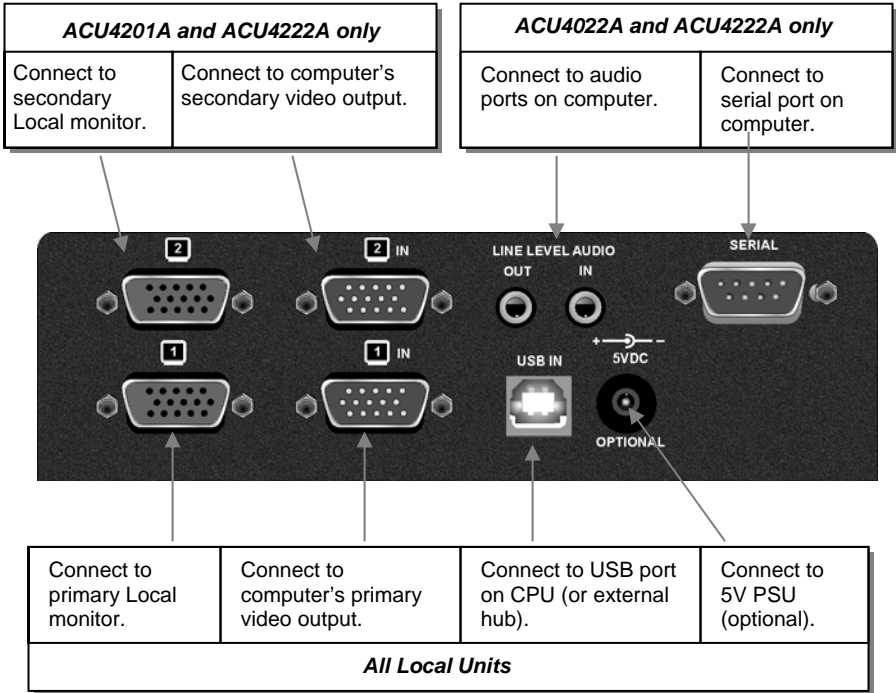 ACU4201A and ACU4222A only
Connect to
secondary
Local monitor.
Connect to computer's
secondary video output.
ACU4022A and ACU4222A only
Connect to audio
ports on computer.
Connect to
serial port on
computer.
2
2 IN
LINE LEVEL AUDIO
OUT IN
SERIAL
1
1 IN
USB IN
+ -
5VDC
OPTIONAL
Connect to
primary Local
monitor.
Connect to
computer's primary
video output.
Connect to USB port
on CPU (or external
hub).
Connect to
5V PSU
(optional).
All Local Units